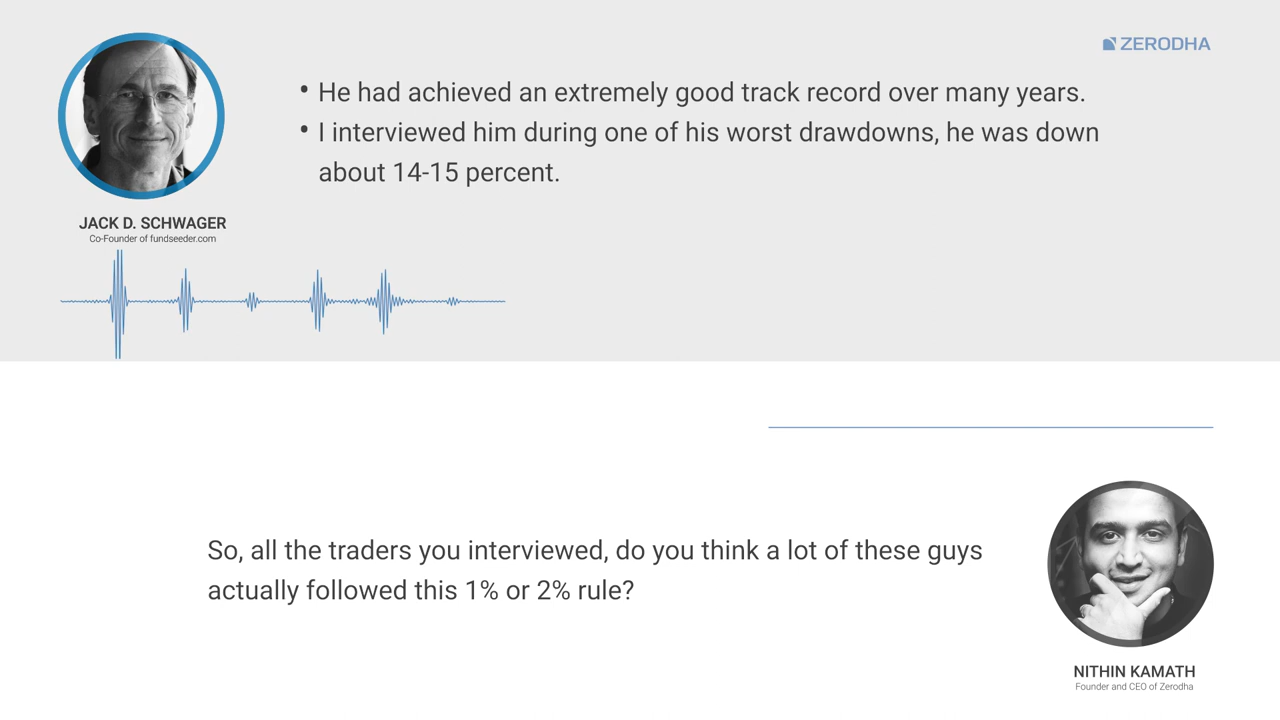 ZERODHA
• He had achieved an extremely good track record over many years.
• I interviewed him during one of his worst drawdowns, he was down
about 14-15 percent.
JACK D. SCHWAGER
Co-Founder of fundseeder.com
So, all the traders you interviewed, do you think a lot of these guys
actually followed this 1% or 2% rule?
NITHIN KAMATH
Founder and CEO of Zerodha